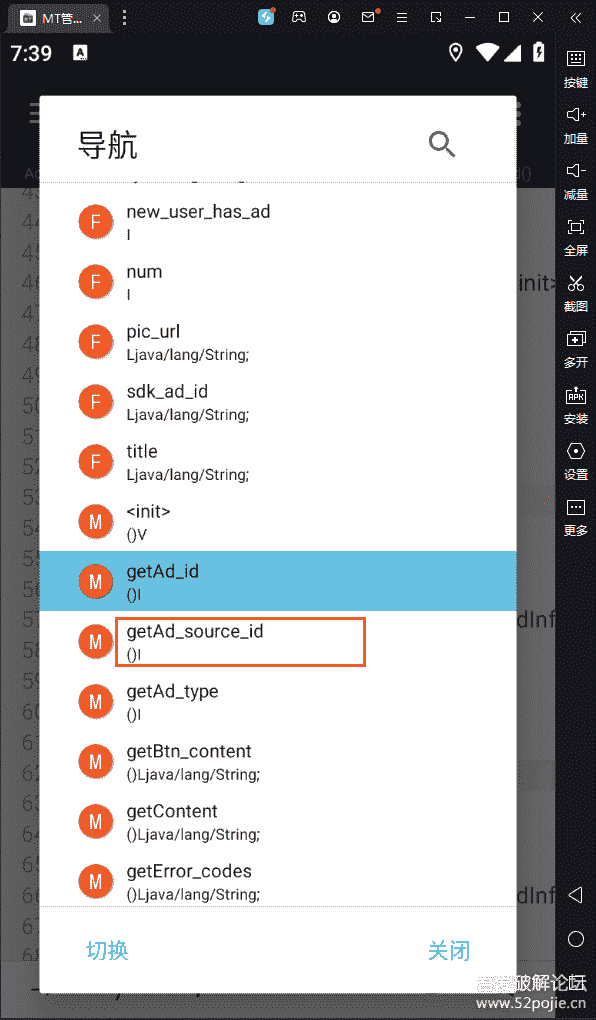 MT管...
7:39
A
按键
加量
减量
全屏
截图
多开
APK
安装
设置
更多
导航
F
new_user_has_ad
I
F
num
I
F
pic_url
Ljava/lang/String;
F
sdk_ad_id
Ljava/lang/String;
F
title
Ljava/lang/String;
M
<init>
()V
M
getAd_id
()I
M
getAd_source_id
()I
M
getAd_type
()I
M
getBtn_content
()Ljava/lang/String;
M
getContent
()Ljava/lang/String;
M
getError_codes
()Ljava/lang/String;
切换
关闭
吾爱破解论坛
www.52pojie.cn